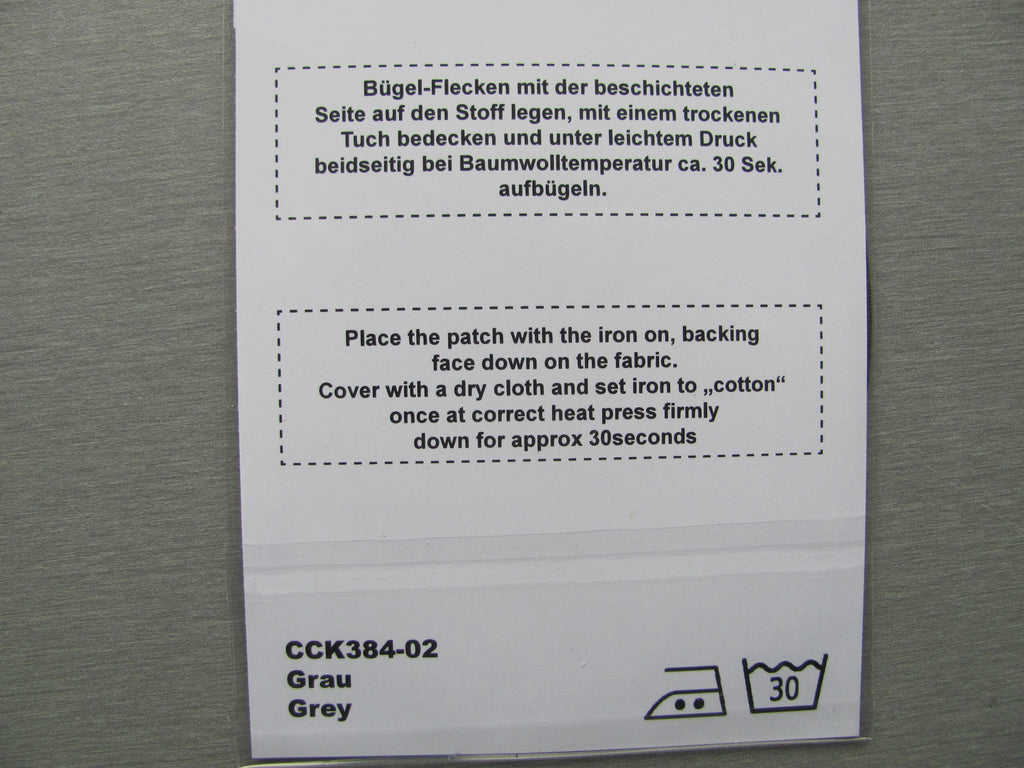 Bügel-Flecken mit der beschichteten
Seite auf den Stoff legen, mit einem trockenen
Tuch bedecken und unter leichtem Druck
beidseitig bei Baumwolltemperatur ca. 30 Sek.
aufbügeln.
Place the patch with the iron on, backing
face down on the fabric.
Cover with a dry cloth and set iron to „cotton“
once at correct heat press firmly
down for approx 30seconds
CCK384-02
Grau
Grey
30